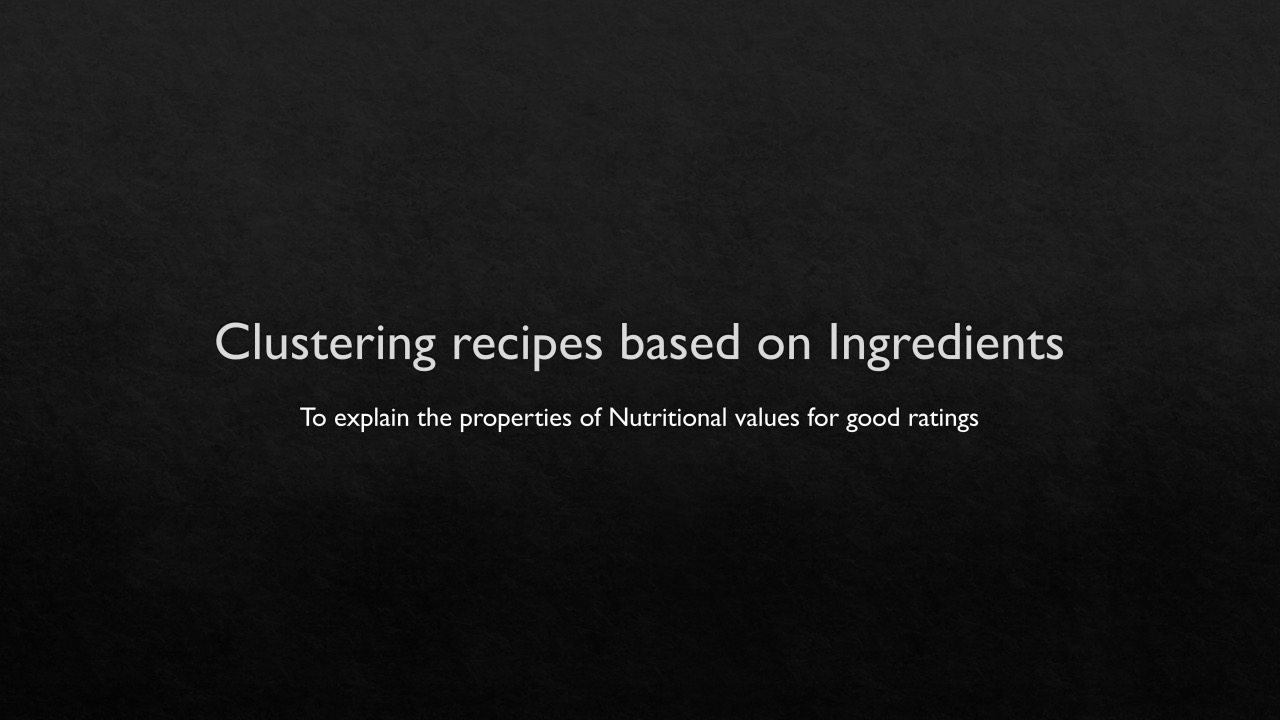 Clustering recipes based on Ingredients
To explain the properties of Nutritional values for good ratings